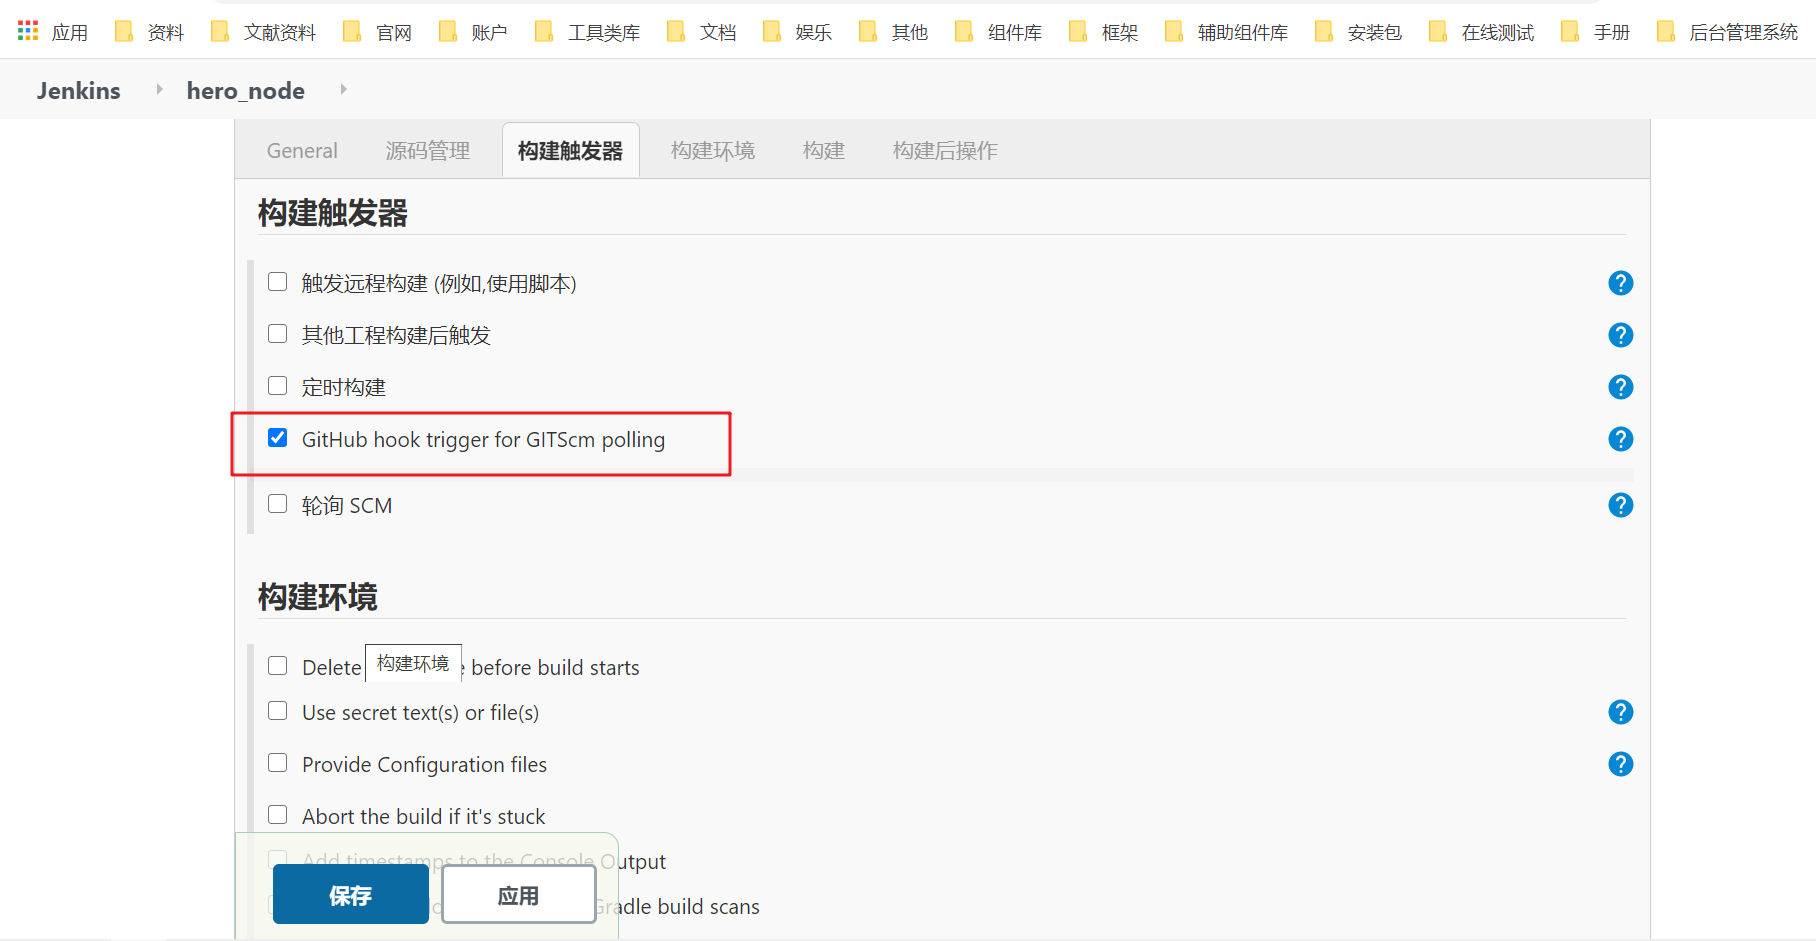 应用 资料 文献资料 官网 账户 工具类库 文档 娱乐 其他 组件库 框架 辅助组件库 安装包 在线测试 手册 后台管理系统
Jenkins hero_node
General 源码管理 构建触发器 构建环境 构建 构建后操作
构建触发器
触发远程构建 (例如,使用脚本)
其他工程构建后触发
定时构建
GitHub hook trigger for GITScm polling
轮询 SCM
构建环境
Delete before build starts
构建环境
Use secret text(s) or file(s)
Provide Configuration files
Abort the build if it's stuck
Add timestamps to the Console Output
Gradle build scans
保存 应用